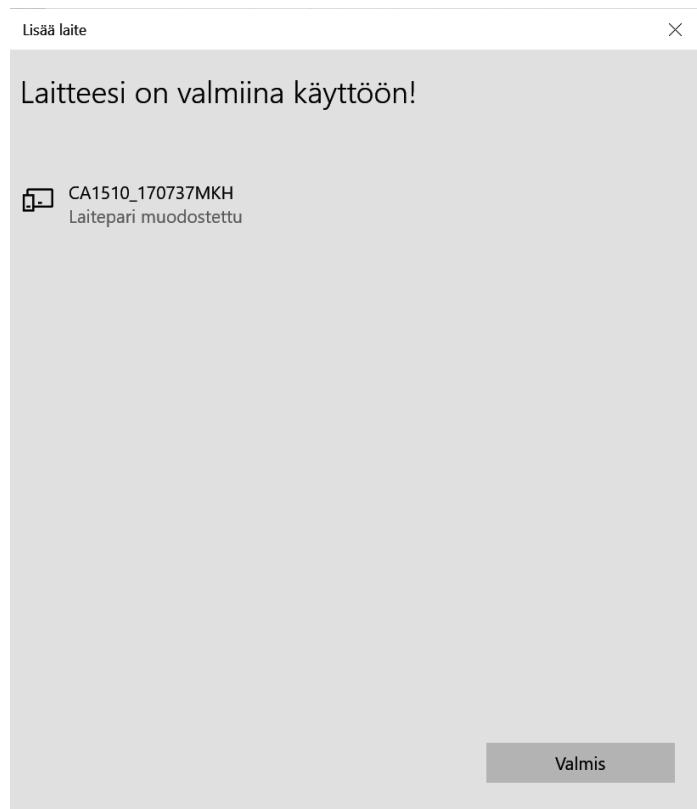 Lisää laite
Laitteesi on valmiina käyttöön!
CA1510_170737MKH
Laitepari muodostettu
Valmis